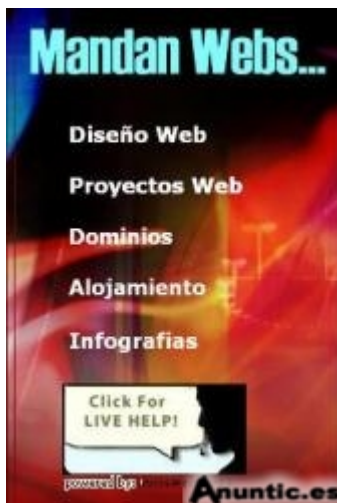 Mandan Webs...
Diseño Web
Proyectos Web
Dominios
Alojamiento
Infografias
Click For
LIVE HELP!
powered by:
Anuntic.es